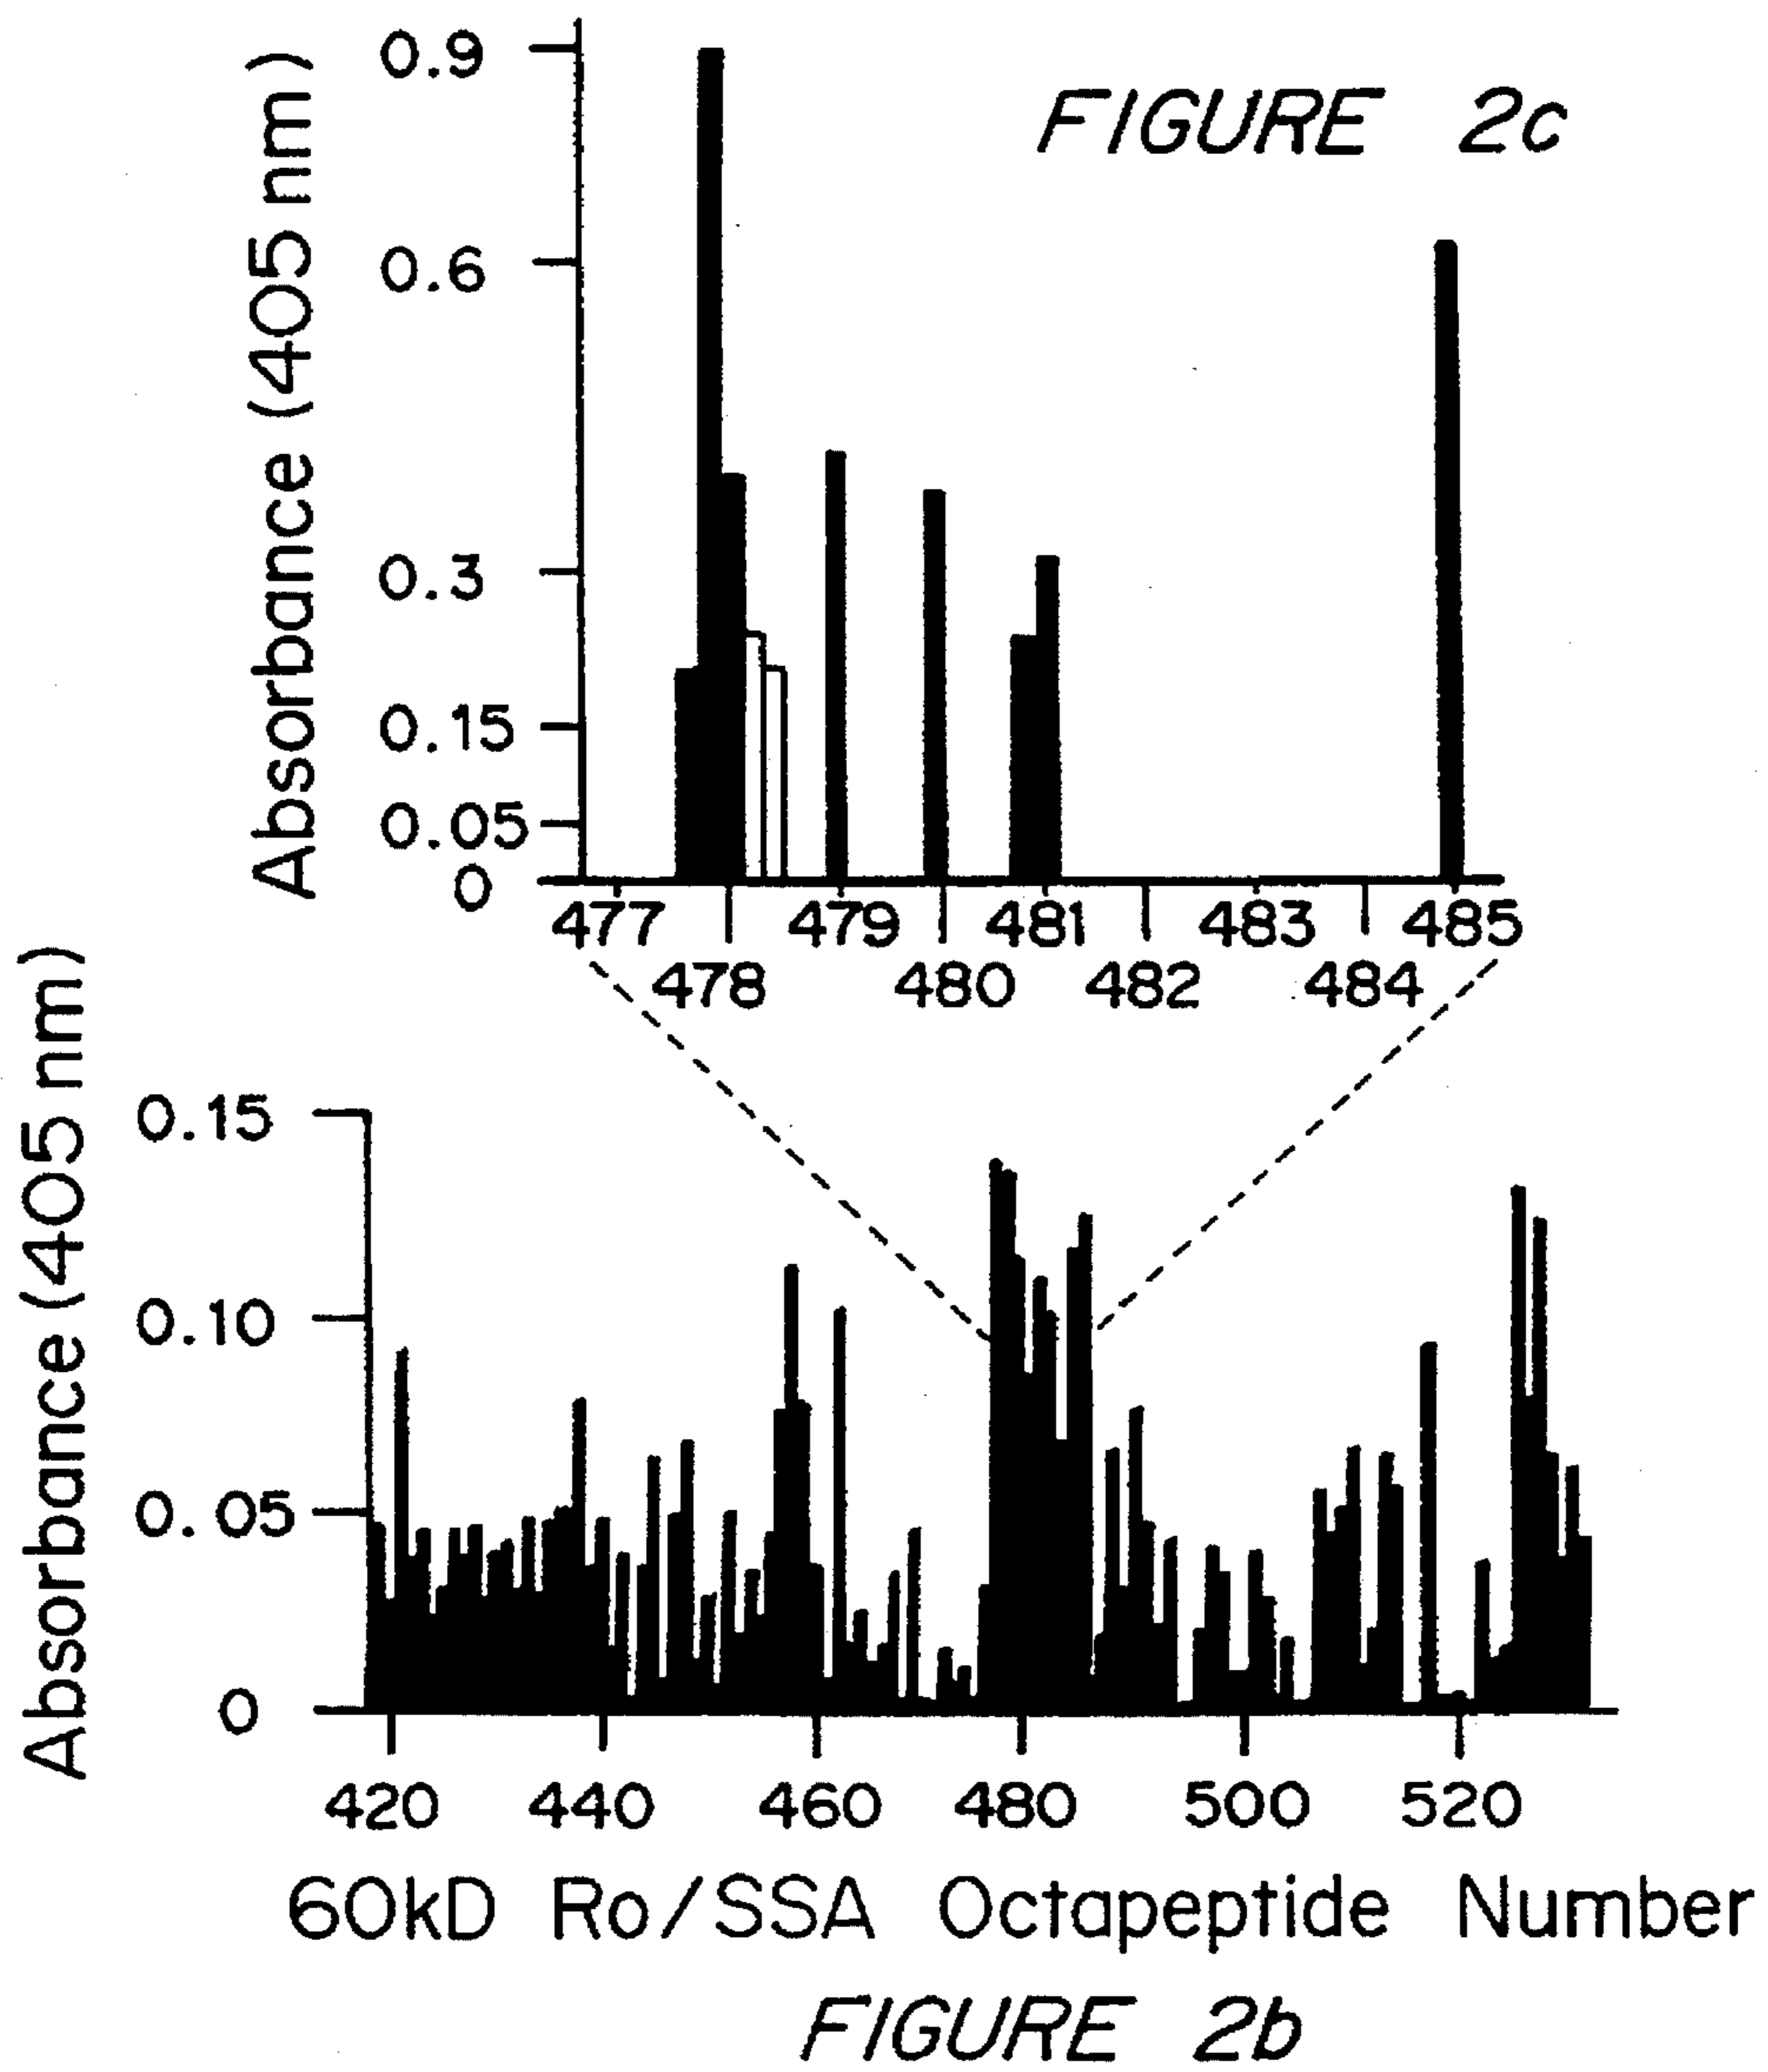 FIGURE 2c
Absorbance (405 nm)
0.9
0.6
0.3
0.15
0.05
0
477 479 481 483 485
478 480 482 484
Absorbance (405 nm)
0.15
0.10
0.05
0
420 440 460 480 500 520
60kD Ro/SSA Octapeptide Number
FIGURE 2b